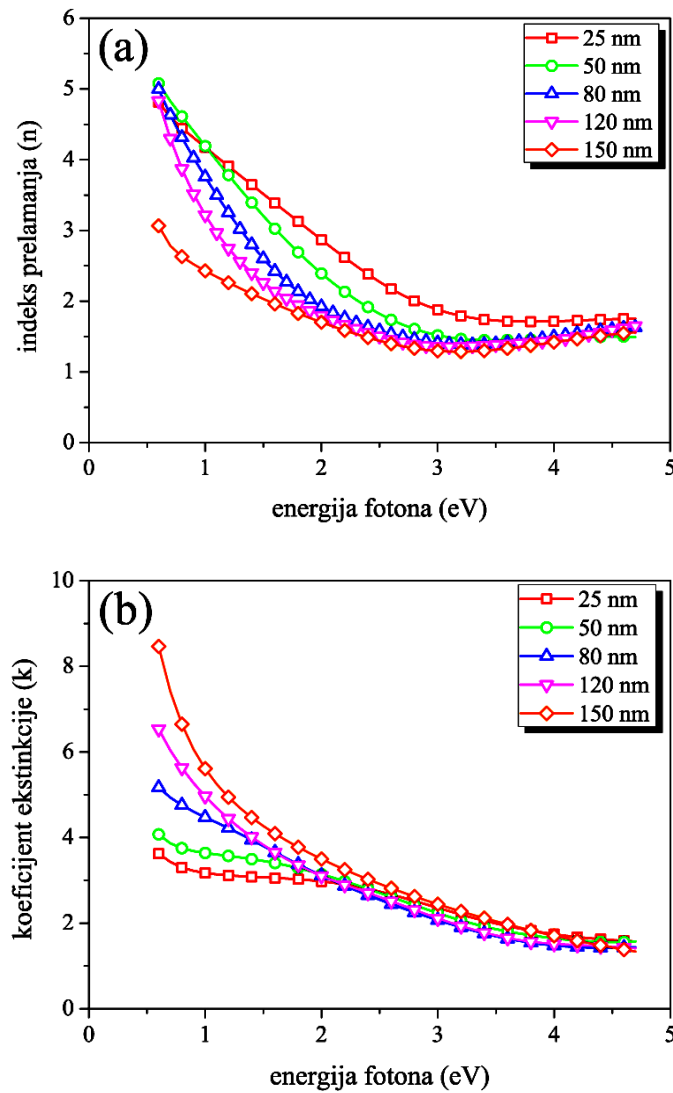 (a)
25 nm
50 nm
80 nm
120 nm
150 nm
indeks prelamanja (n)
6
5
4
3
2
1
0
0 1 2 3 4 5
energija fotona (eV)
(b)
25 nm
50 nm
80 nm
120 nm
150 nm
koeficijent ekstinkcije (k)
10
8
6
4
2
0
0 1 2 3 4 5
energija fotona (eV)